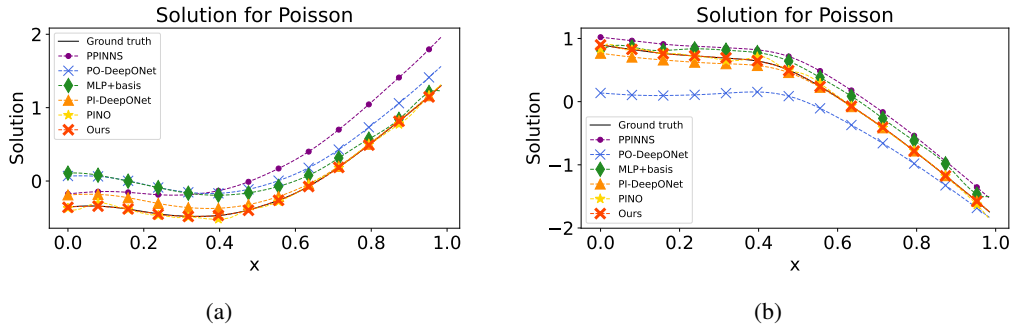 Solution for Poisson
Solution
2
1
0
Ground truth
PPINNS
PO-DeepONet
MLP+basis
PI-DeepONet
PINO
Ours
0.0 0.2 0.4 0.6 0.8 1.0
x
(a)
Solution for Poisson
Solution
1
0
−1
−2
Ground truth
PPINNS
PO-DeepONet
MLP+basis
PI-DeepONet
PINO
Ours
0.0 0.2 0.4 0.6 0.8 1.0
x
(b)